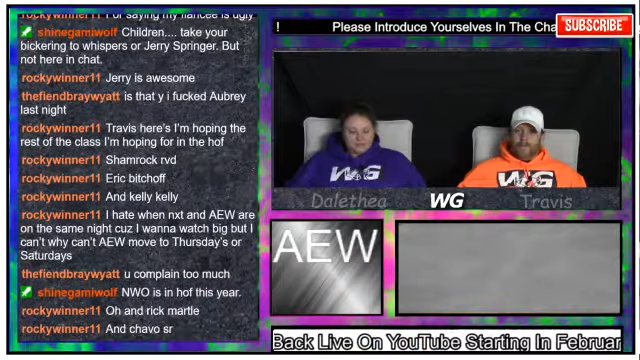 rockywinner11 For saying my fiancee is ugly
shinegamiwolf Children.... take your
bickering to whispers or Jerry Springer. But
not here in chat.
rockywinner11 Jerry is awesome
thefiendbraywyatt is that y i fucked Aubrey
last night
rockywinner11 Travis here's I'm hoping the
rest of the class I'm hoping for in the hof
rockywinner11 Shamrock rvd
rockywinner11 Eric bitchoff
rockywinner11 And kelly kelly
rockywinner11 I hate when nxt and AEW are
on the same night cuz I wanna watch big but I
can't why can't AEW move to Thursday's or
Saturdays
thefiendbraywyatt u complain too much
shinegamiwolf NWO is in hof this year.
rockywinner11 Oh and rick martle
rockywinner11 And chavo sr
! Please Introduce Yourselves In The Cha
SUBSCRIBE
WG
WG
Dalethea WG Travis
AEW
Back Live On YouTube Starting In Februar